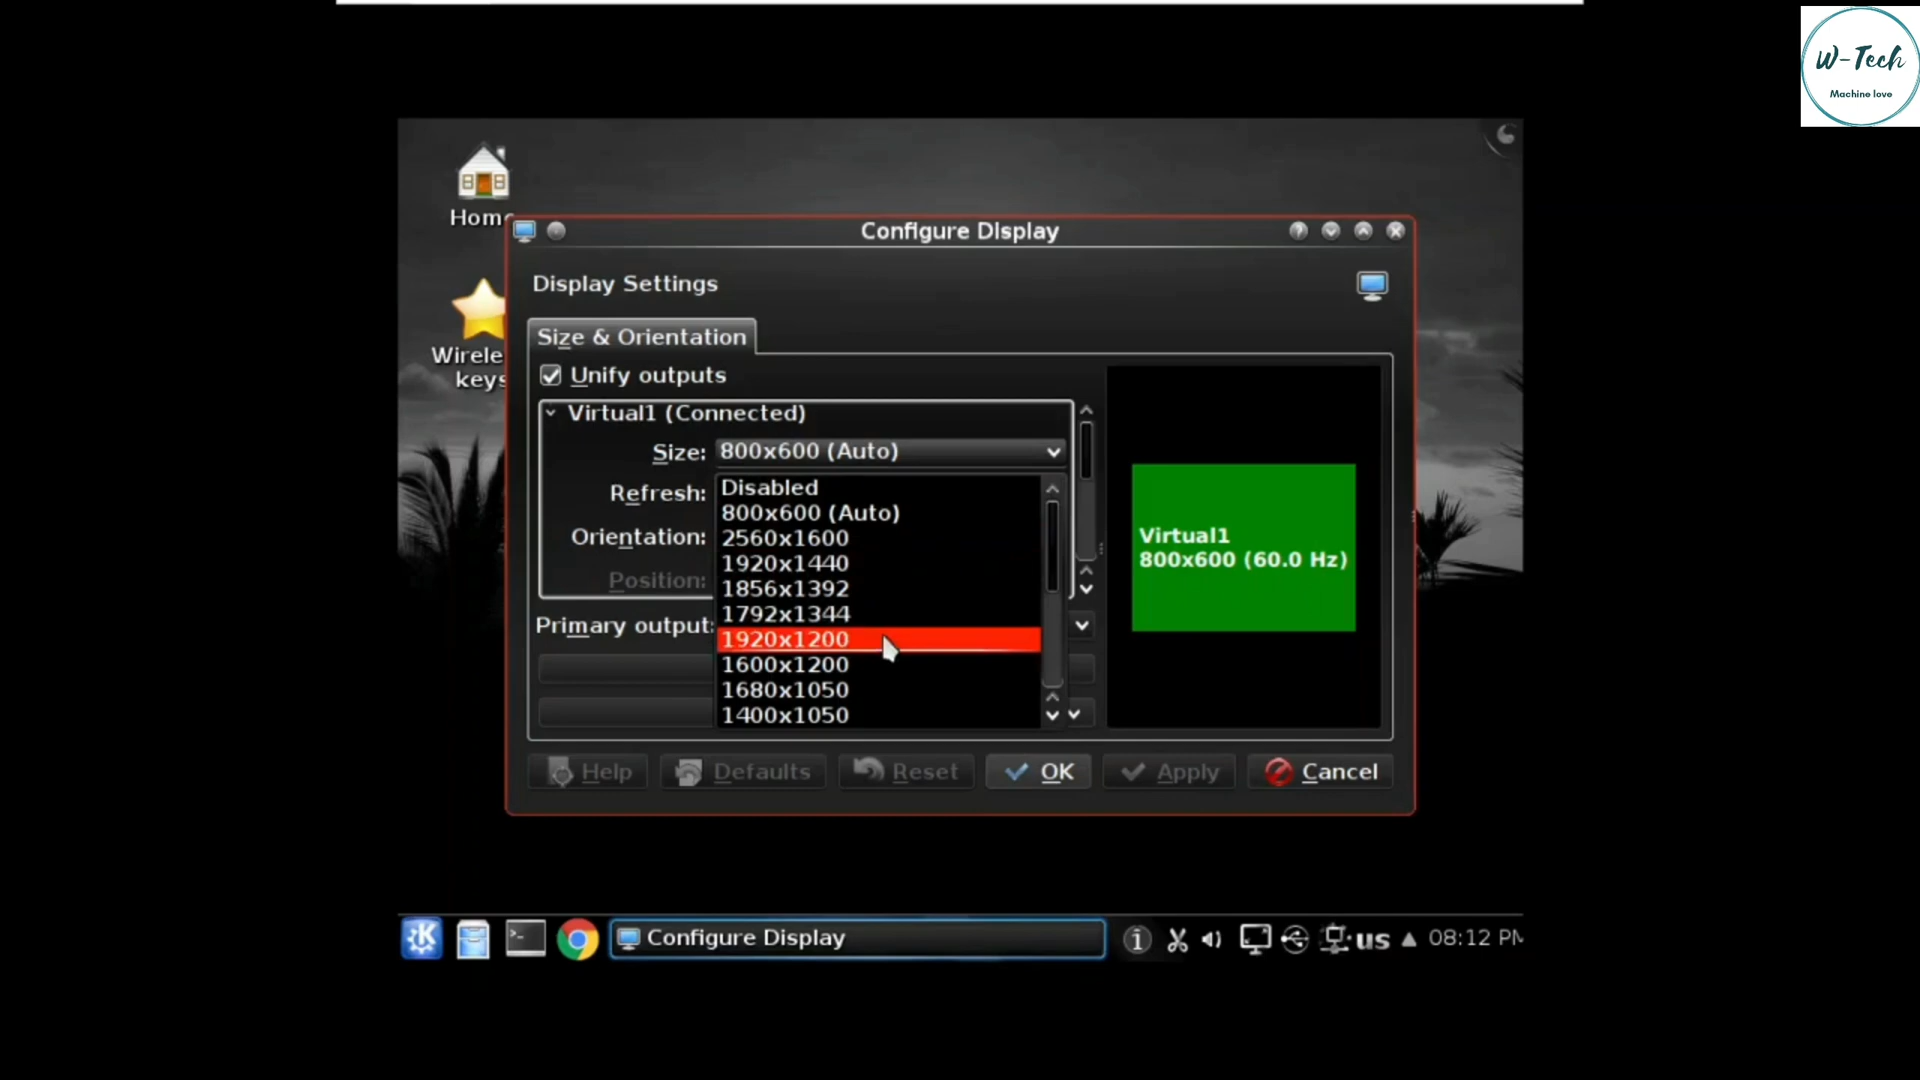 W-Tech
Machine love
Home
Configure Display
Display Settings
Size & Orientation
Wirele
keys
Unify outputs
Virtual1 (Connected)
Size: 800x600 (Auto)
Refresh:
Orientation:
Position:
Primary output:
Disabled
800x600 (Auto)
2560x1600
1920x1440
1856x1392
1792x1344
1920x1200
1600x1200
1680x1050
1400x1050
Virtual1
800x600 (60.0 Hz)
Help
Defaults
Reset
OK
Apply
Cancel
Configure Display
us
08:12 PM